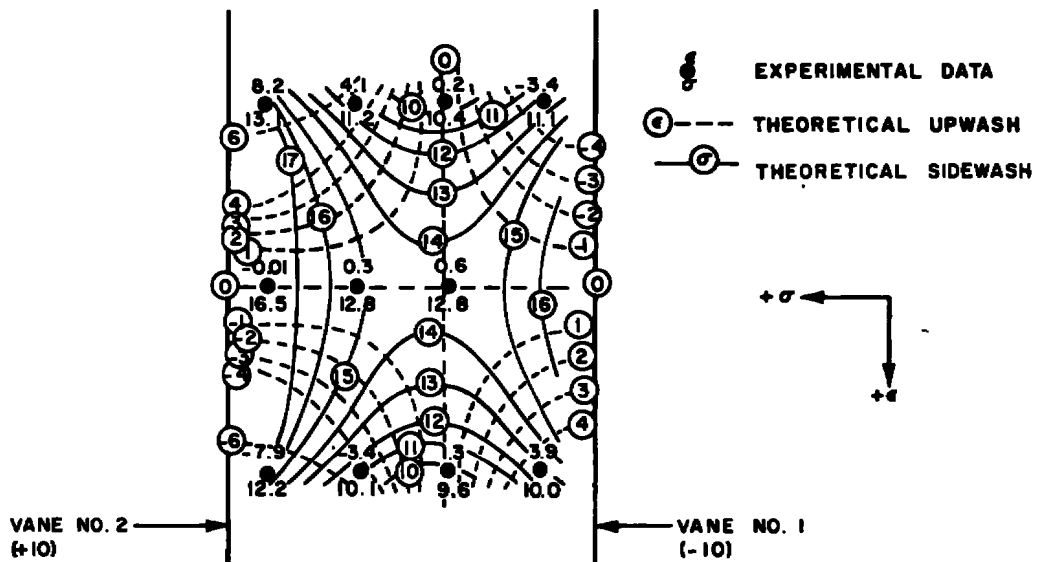 0
8.2 4.1 0.2 -3.4
13.1 11.2 10 10.4 11 11.1
6 17 12 -4
13 -3
4 16 -2
3
2 14 15 -1
1
-0.01 0.3 0.6
0 0
16.5 12.8 12.8 16
-1 14 1
-2
-3 2
-4 15 13 3
12 4
-6 11
-7.9 -3.4 10 .3 3.9
12.2 10.1 9.6 10.0
ϵ
σ
EXPERIMENTAL DATA
ϵ THEORETICAL UPWASH
σ THEORETICAL SIDEWASH
+σ
+ϵ
VANE NO. 2
(+10)
VANE NO. 1
(-10)